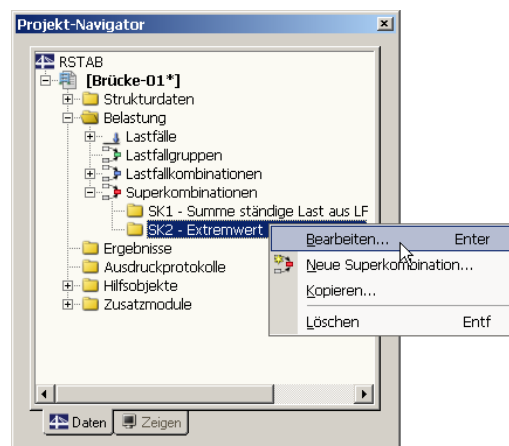 Projekt-Navigator
RSTAB
[Brücke-01*]
Strukturdaten
Belastung
Lastfälle
Lastfallgruppen
Lastfallkombinationen
Superkombinationen
SK1 - Summe ständige Last aus LF
SK2 - Extremwert
Ergebnisse
Ausdruckprotokolle
Hilfsobjekte
Zusatzmodule
Bearbeiten... Enter
Neue Superkombination...
Kopieren...
Löschen Entf
Daten Zeigen